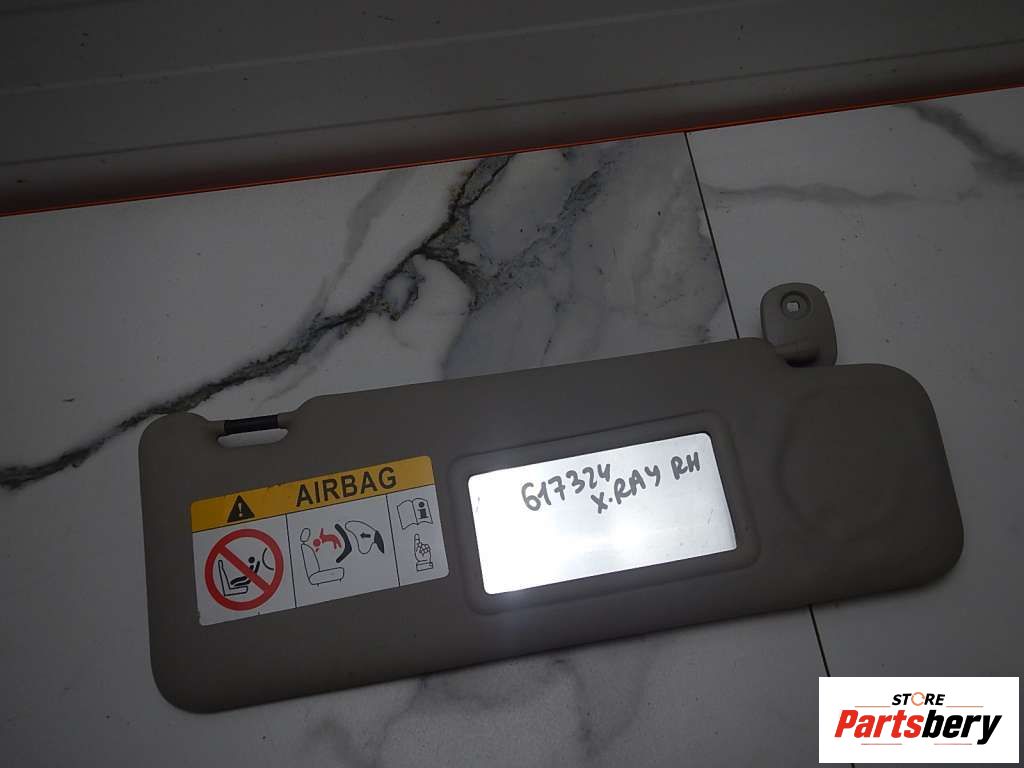 AIRBAG
617324
X-RAY RH
STORE
Partsbery